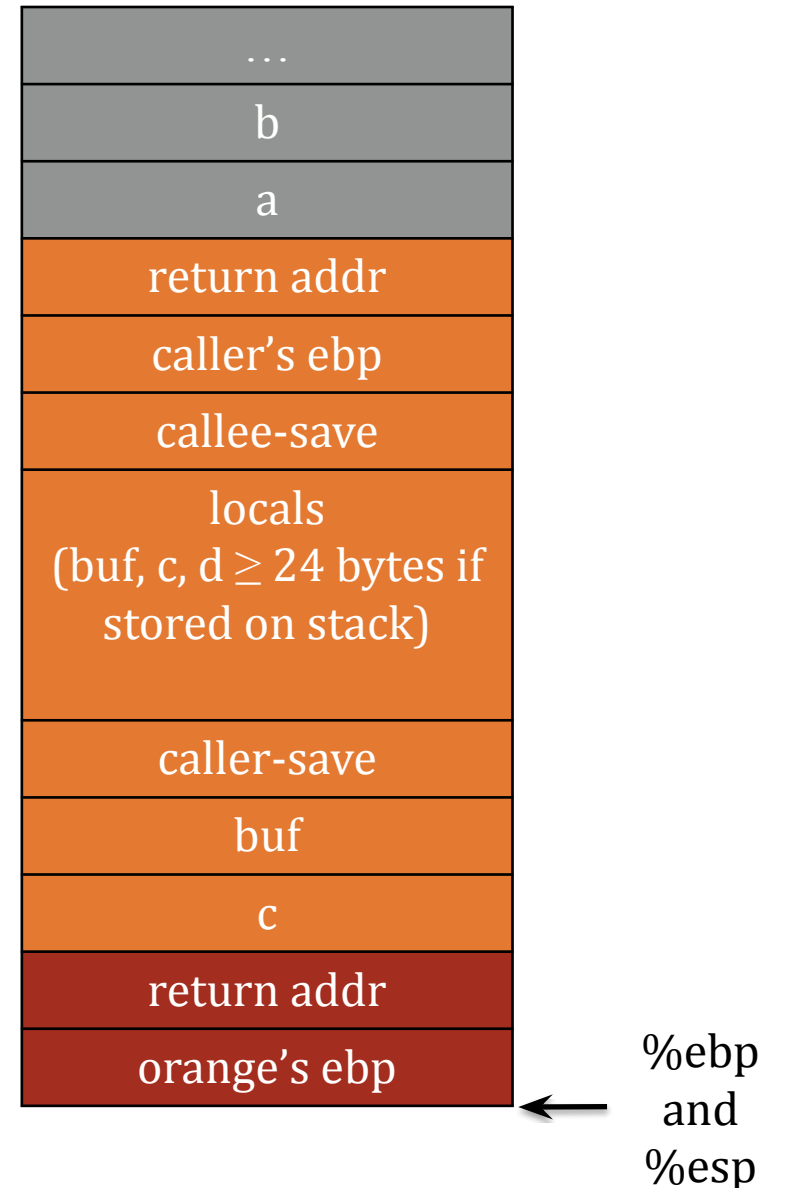 …
b
a
return addr
caller’s ebp
callee-save
locals
(buf, c, d ≥ 24 bytes if
stored on stack)
caller-save
buf
c
return addr
orange’s ebp
%ebp
and
%esp